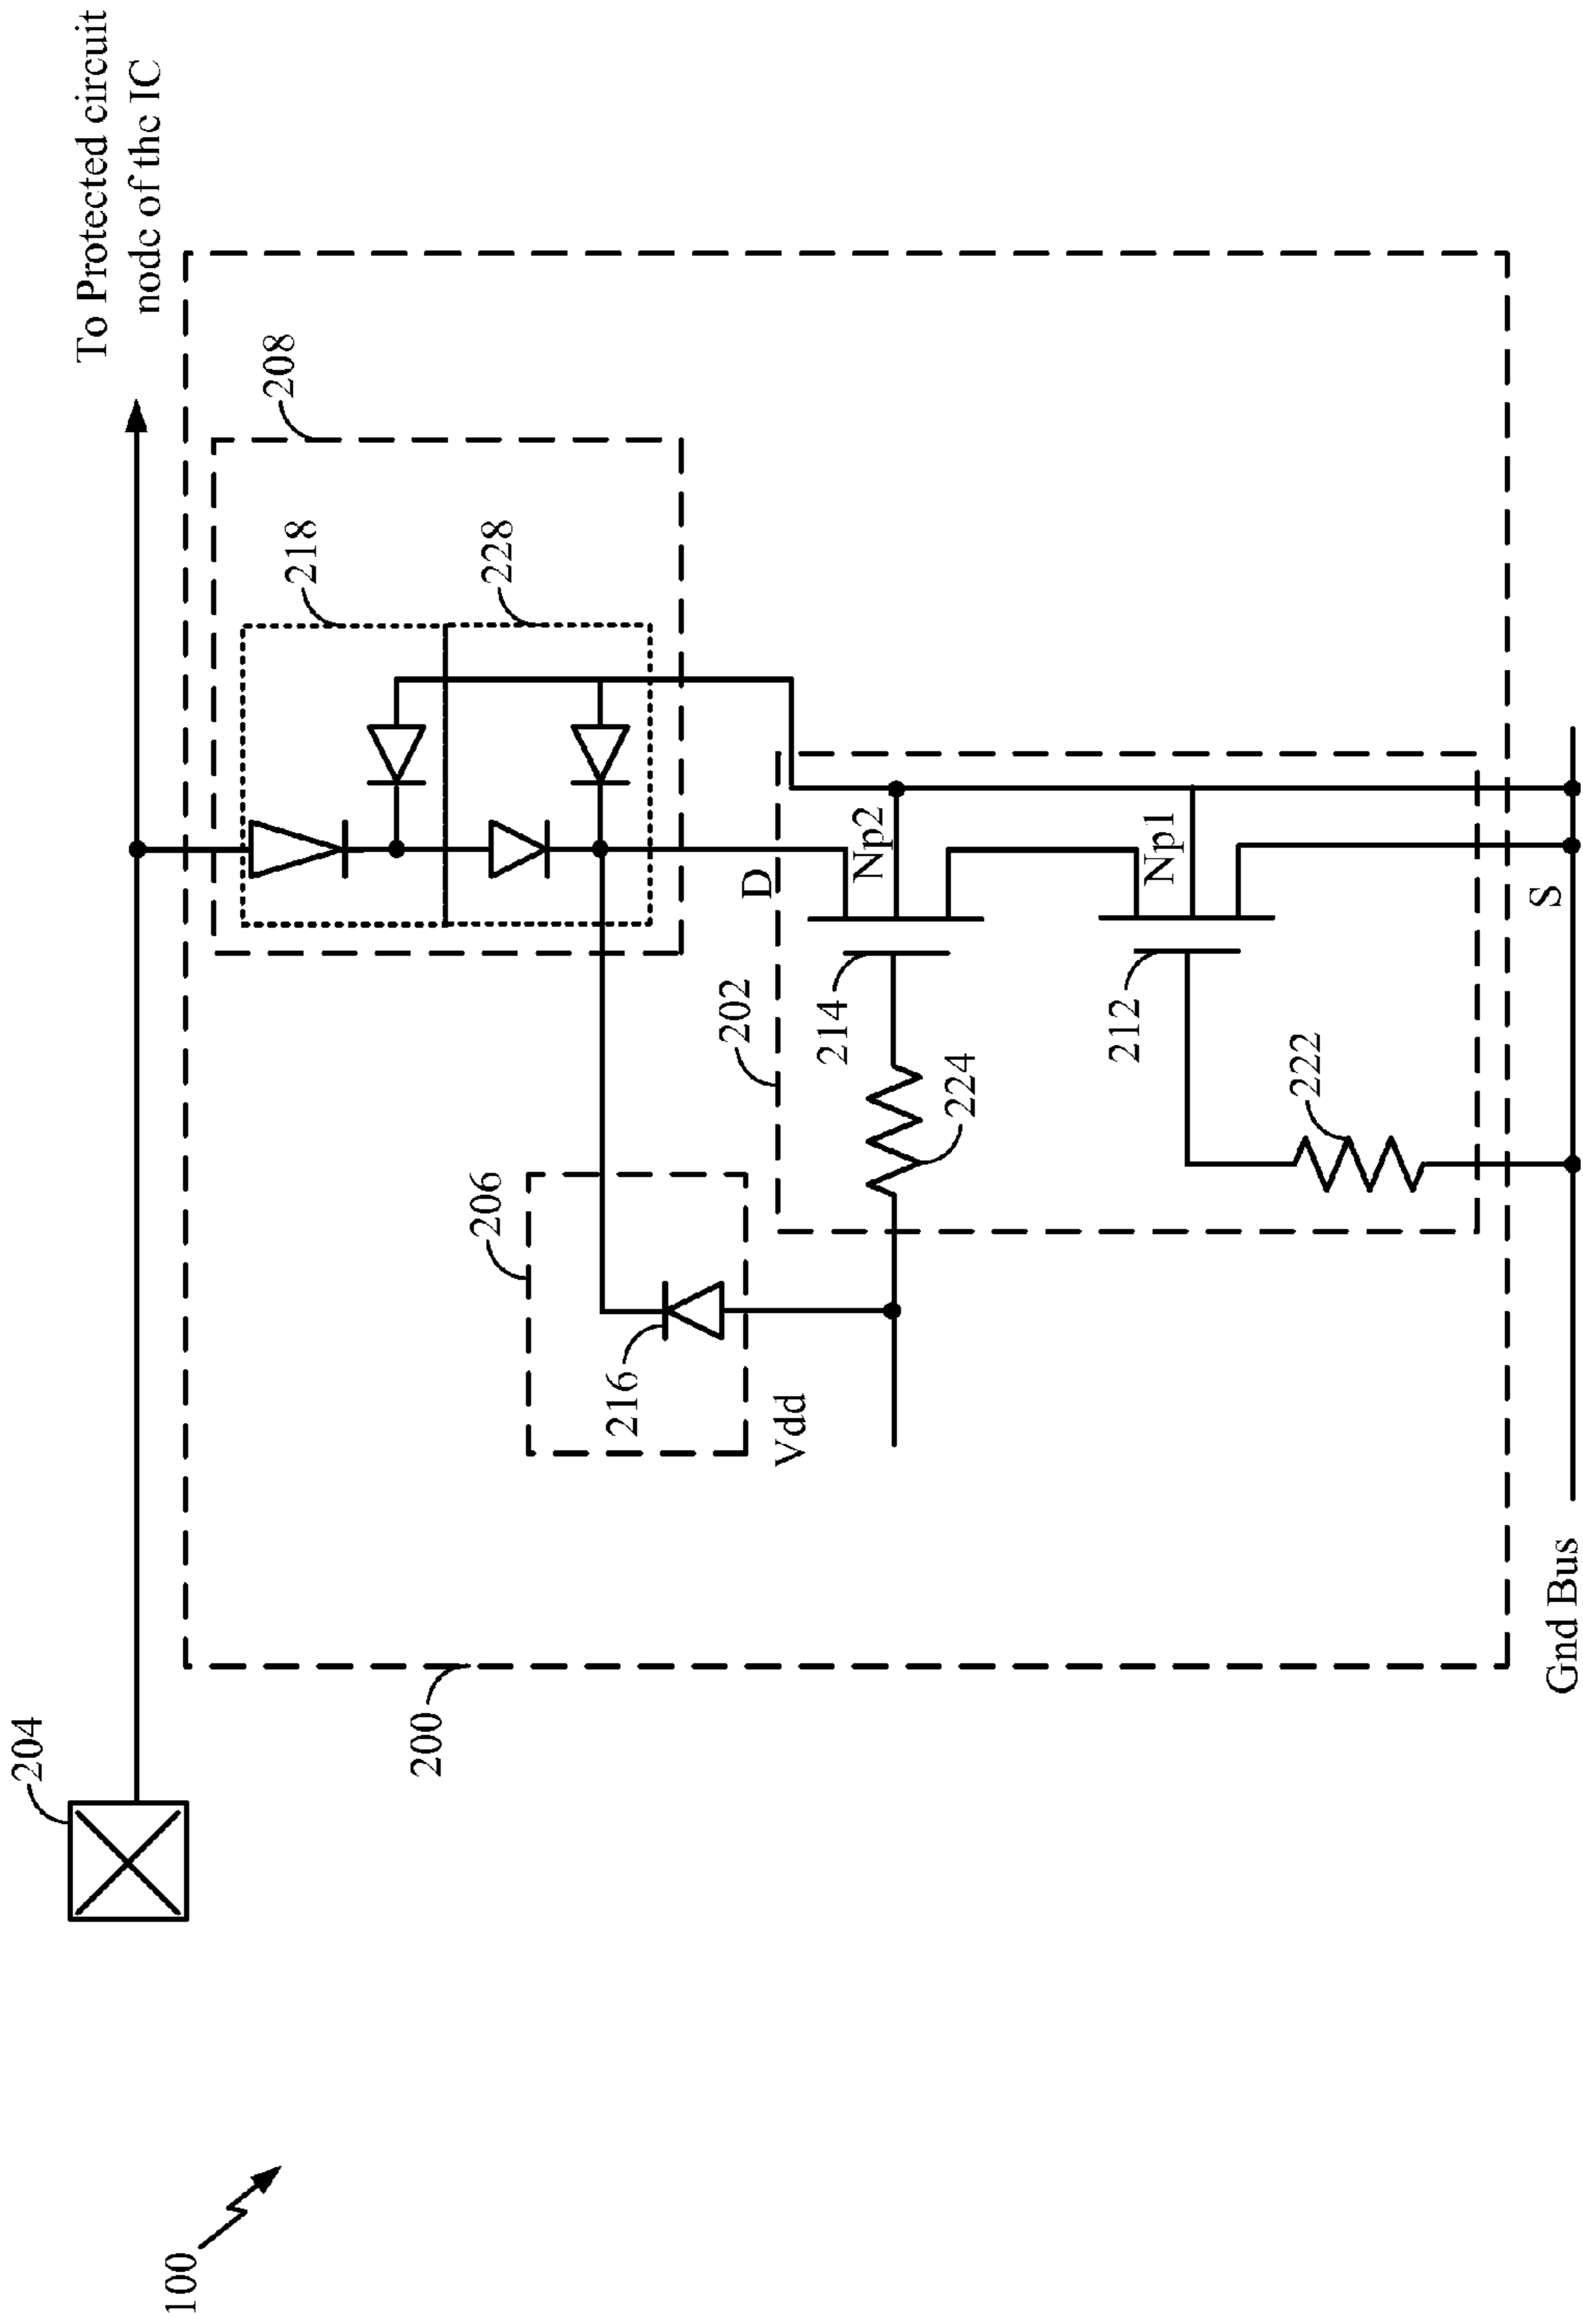 204
To Protected circuit
node of the IC
100
208
218
200
206
228
216
202
D
Vdd
214
Np2
224
212
Np1
222
S
Gnd Bus